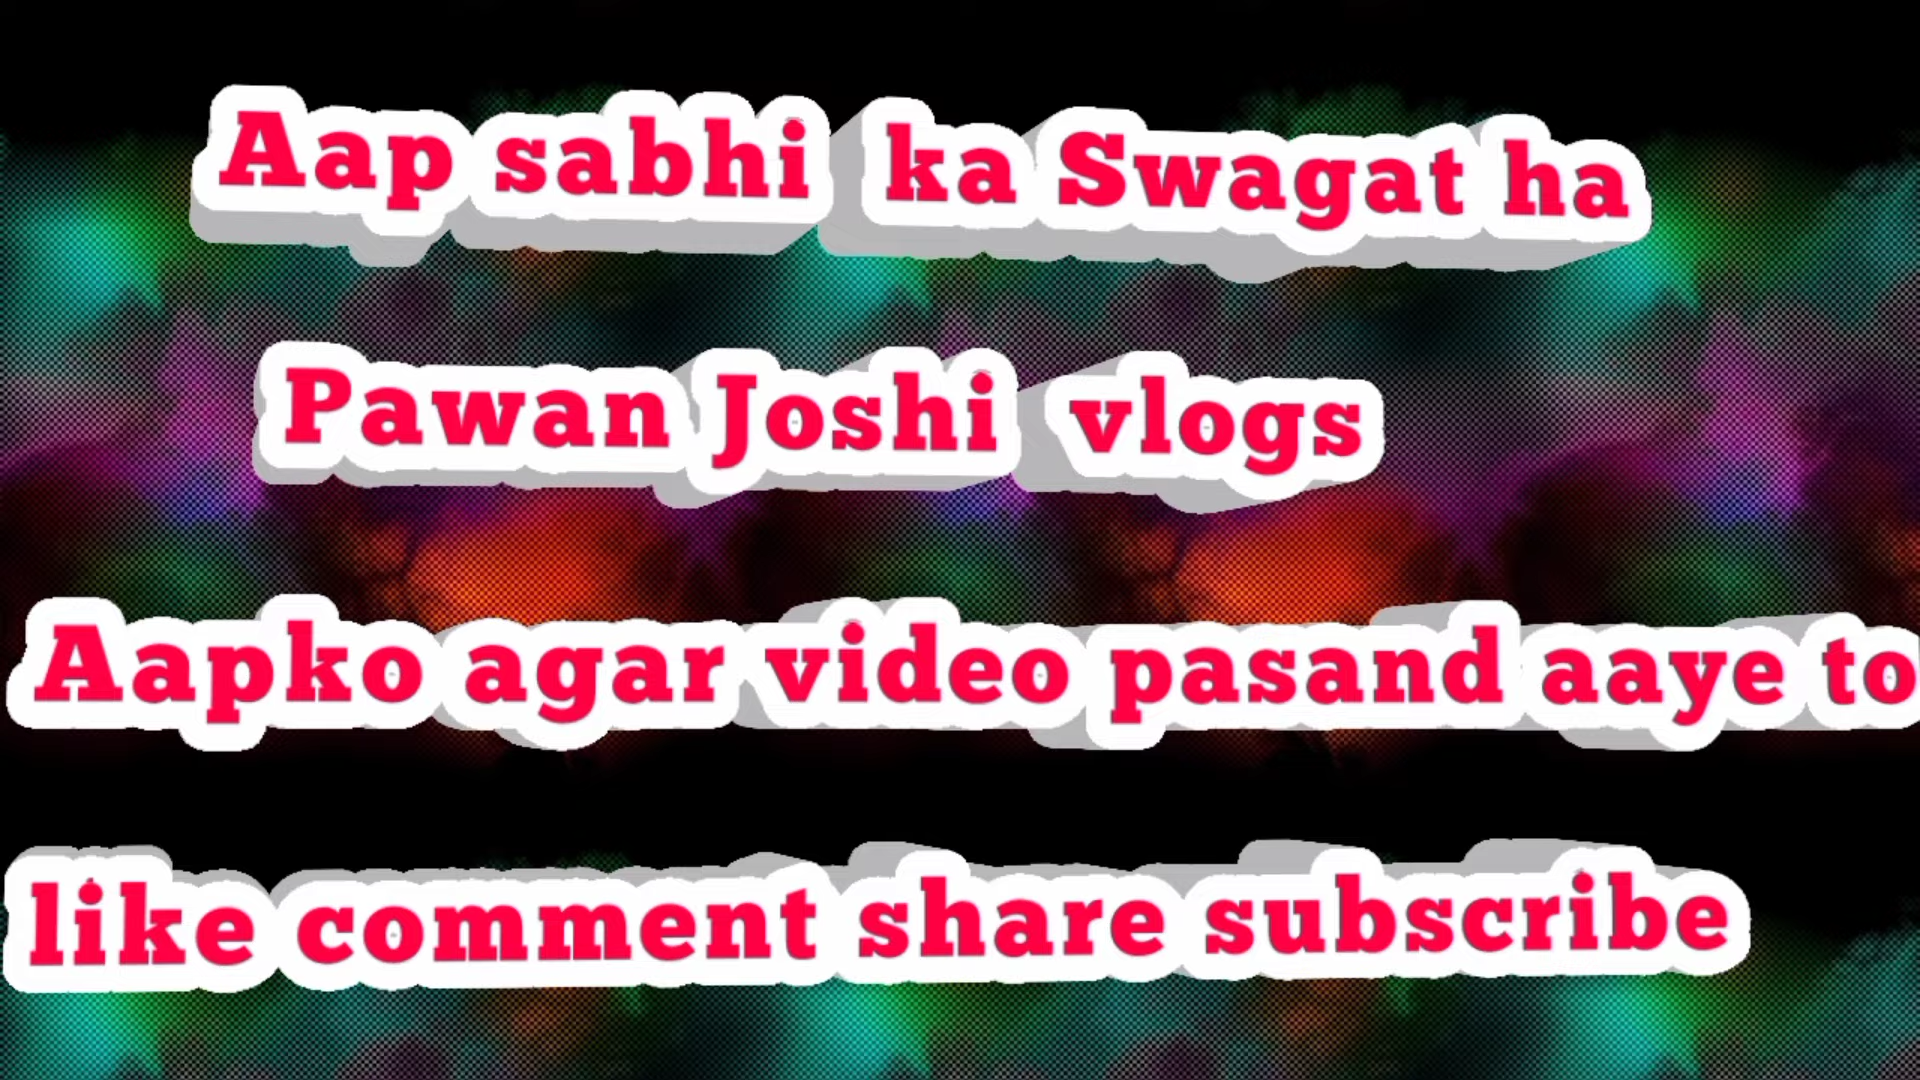 Aap sabhi ka Swagat ha
Pawan Joshi vlogs
Aapko agar video pasand aaye to
like comment share subscribe